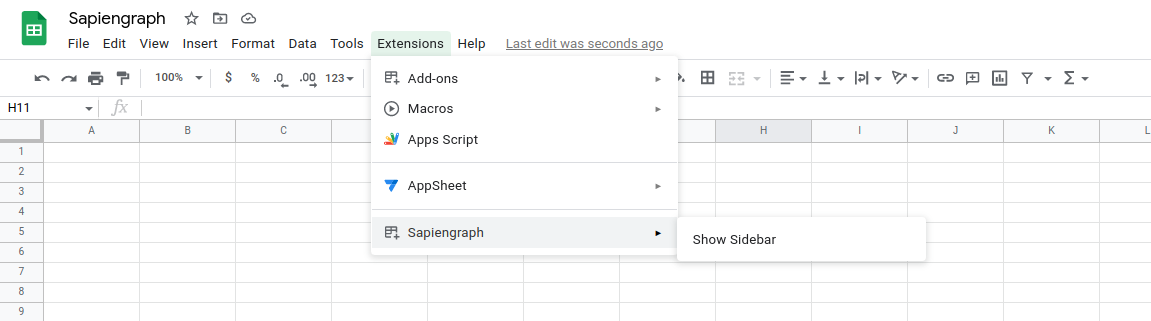 Sapiengraph
File Edit View Insert Format Data Tools Extensions Help Last edit was seconds ago
100% $ % .0 .00 123
H11 fx
A B C H I J K L
Add-ons
Macros
Apps Script
AppSheet
Sapiengraph
Show Sidebar
1
2
3
4
5
6
7
8
9